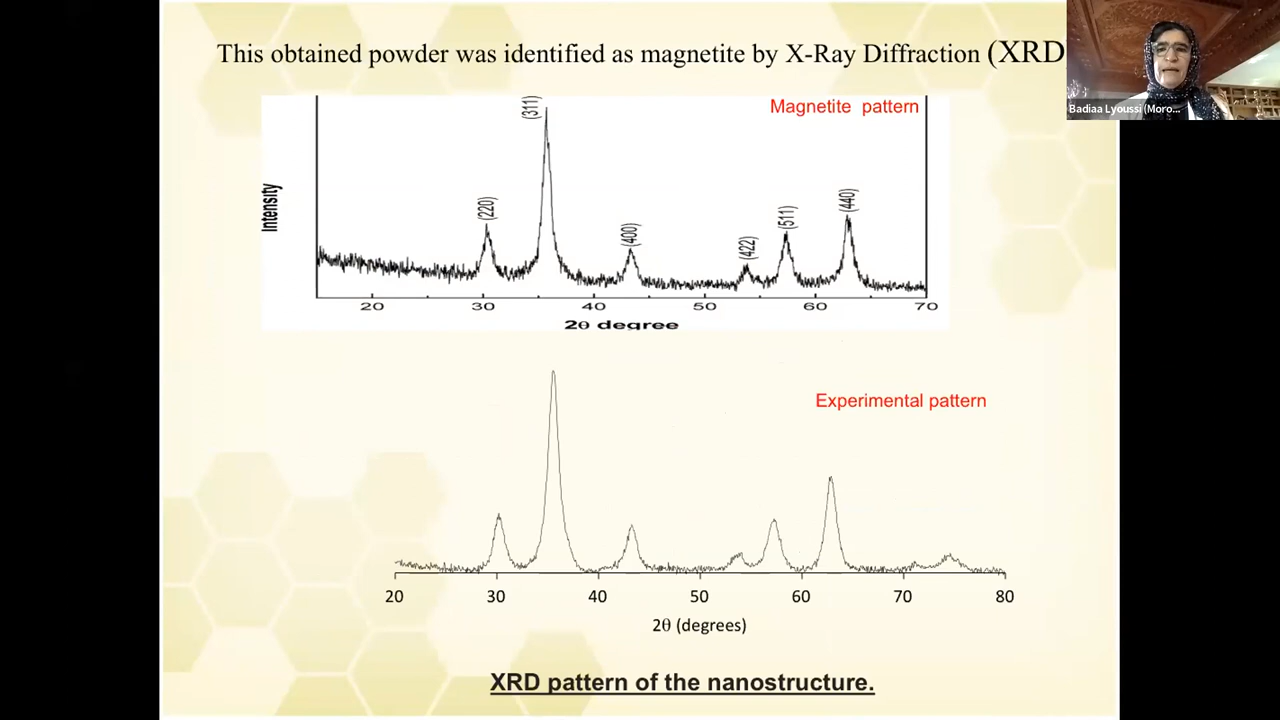 This obtained powder was identified as magnetite by X-Ray Diffraction (XRD
Badiaa Lyoussi (Moro...
Magnetite pattern
(311)
(220)
(400)
(422)
(511)
(440)
Intensity
20 30 40 50 60 70
2θ degree
Experimental pattern
20 30 40 50 60 70 80
2θ (degrees)
XRD pattern of the nanostructure.